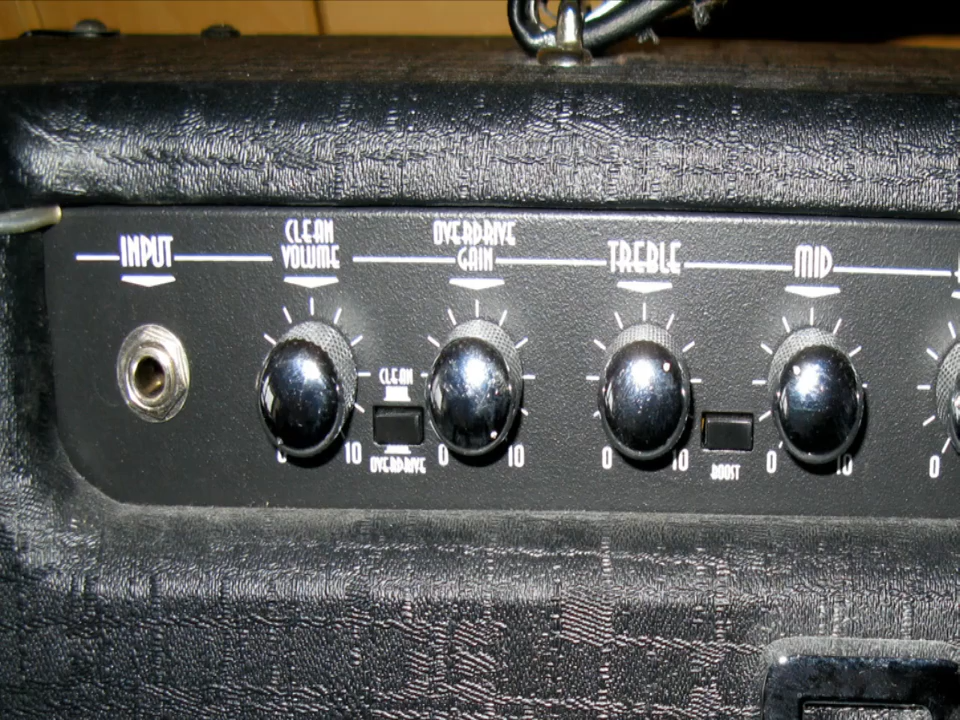 INPUT
CLEAN
VOLUME
OVERDRIVE
GAIN
TREBLE
MID
CLEAN
OVERDRIVE
BOOST
0 10
0 10
0 10
0 10
0